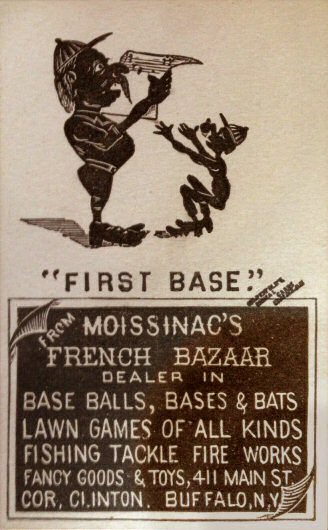 "FIRST BASE."
FROM MOISSINAC'S
FRENCH BAZAAR
DEALER IN
BASE BALLS, BASES & BATS
LAWN GAMES OF ALL KINDS
FISHING TACKLE FIRE WORKS
FANCY GOODS & TOYS, 411 MAIN ST.
COR. CLINTON. BUFFALO, N.Y.